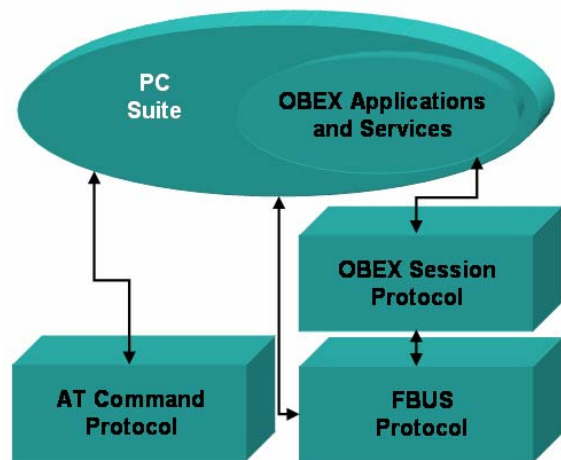 PC
Suite
OBEX Applications
and Services
OBEX Session
Protocol
AT Command
Protocol
FBUS
Protocol